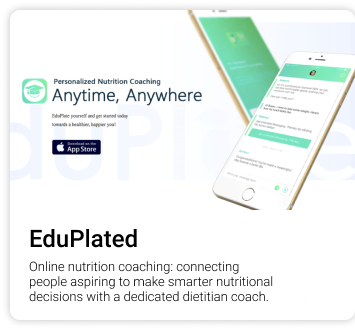 Personalized Nutrition Coaching
Anytime, Anywhere
EduPlate yourself and get started today
towards a healthier, happier you!
Download on the
App Store
EduPlated
Online nutrition coaching: connecting
people aspiring to make smarter nutritional
decisions with a dedicated dietitian coach.